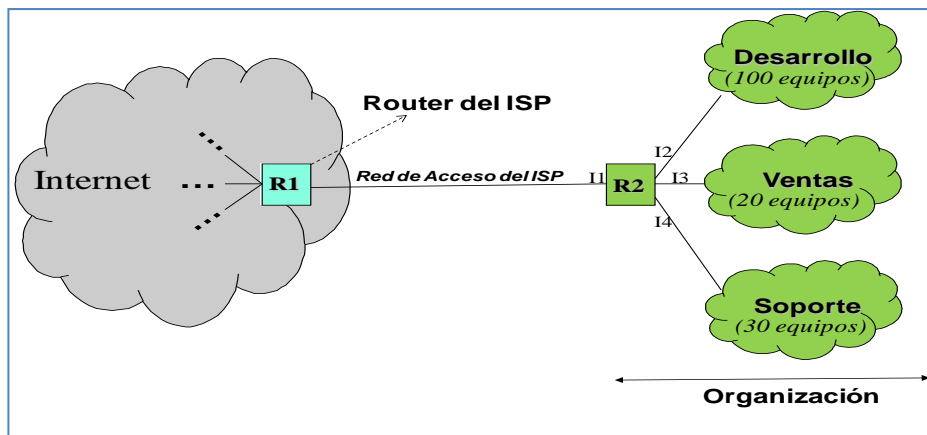 Desarrollo
(100 equipos)
Router del ISP
I2
Internet
...
...
...
R1
Red de Acceso del ISP
I1
R2
I3
Ventas
(20 equipos)
I4
Soporte
(30 equipos)
Organización